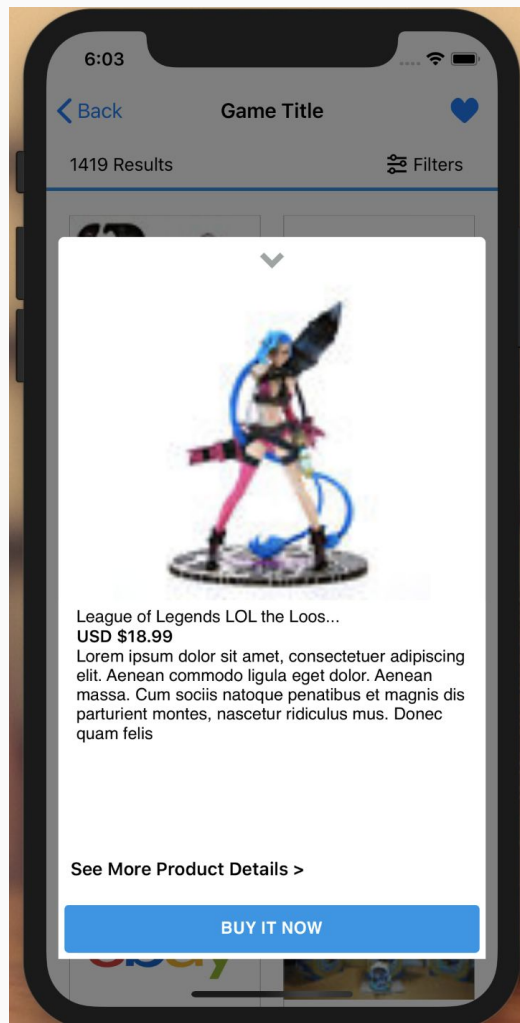 6:03
Back
Game Title
1419 Results
Filters
League of Legends LOL the Loos...
USD $18.99
Lorem ipsum dolor sit amet, consectetuer adipiscing
elit. Aenean commodo ligula eget dolor. Aenean
massa. Cum sociis natoque penatibus et magnis dis
parturient montes, nascetur ridiculus mus. Donec
quam felis
See More Product Details >
BUY IT NOW
ebay